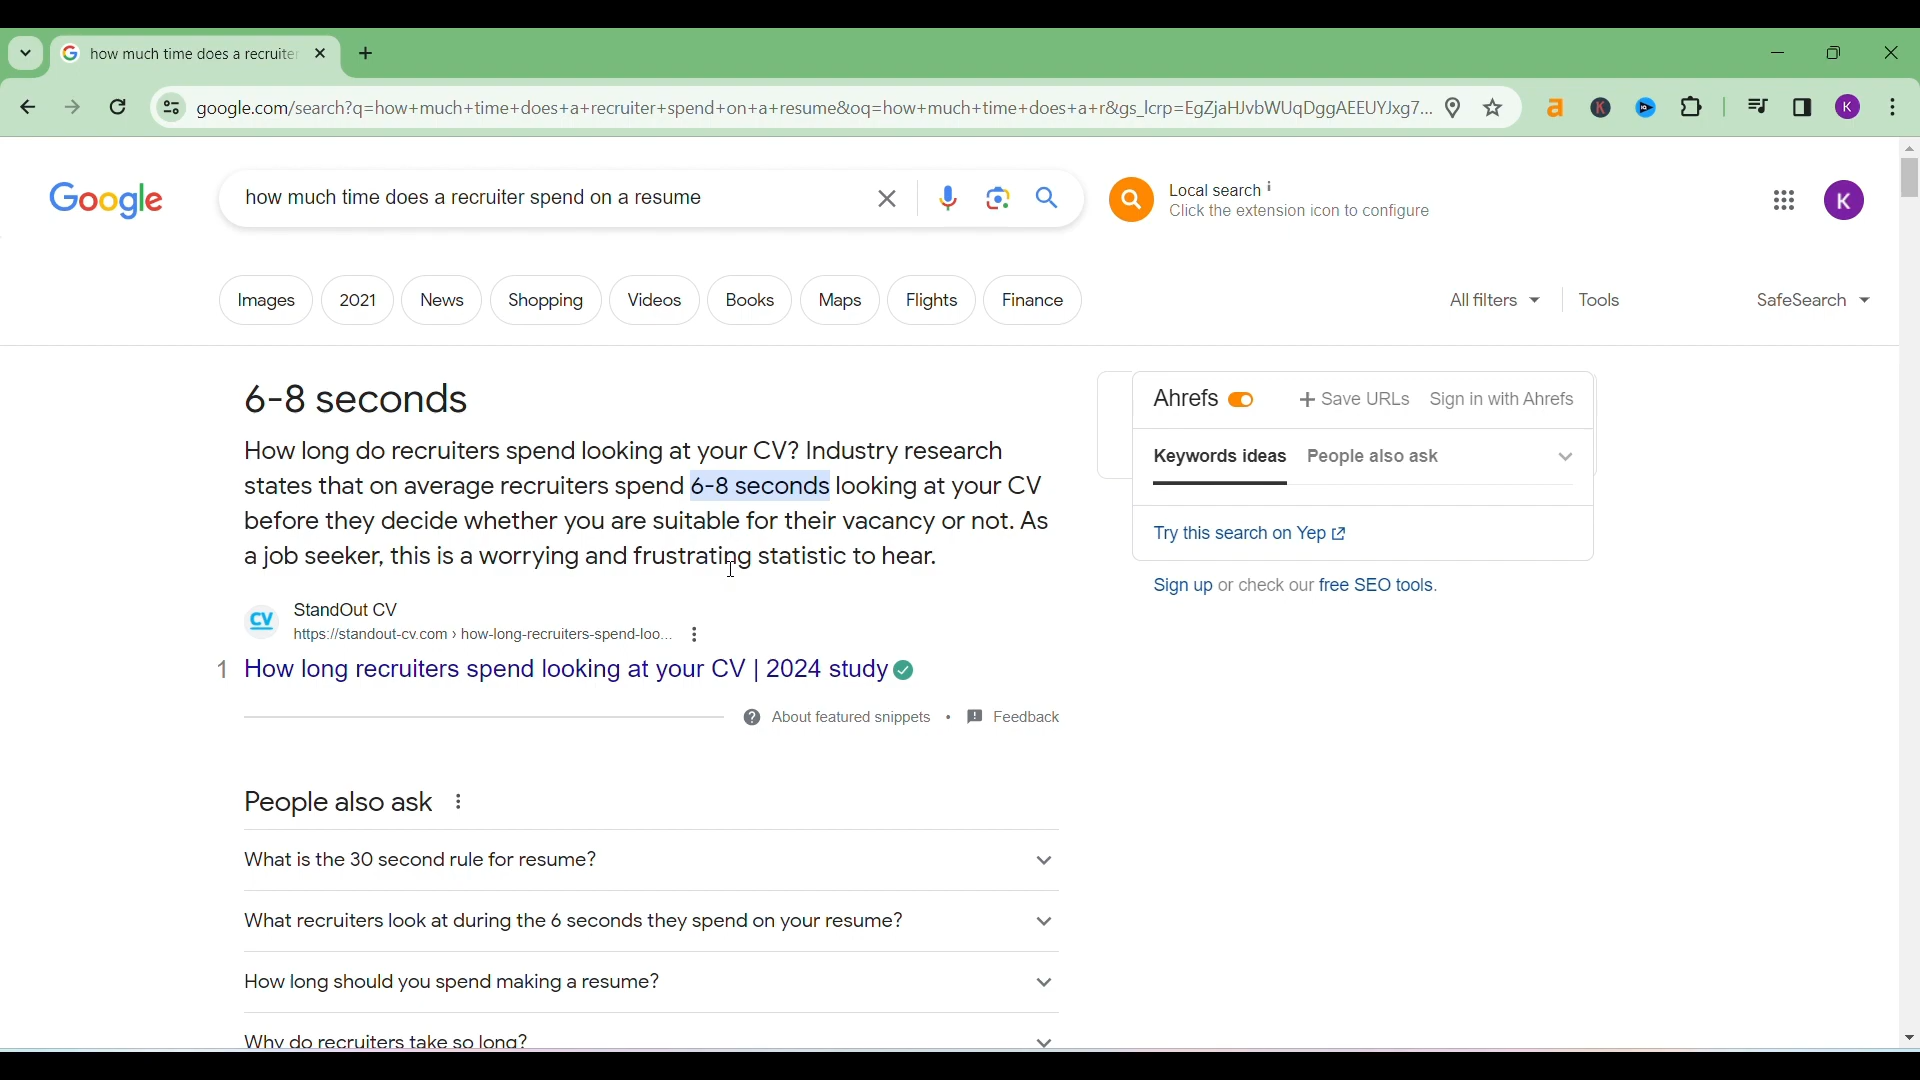 how much time does a recruiter
google.com/search?q=how+much+time+does+a+recruiter+spend+on+a+resume&oq=how+much+time+does+a+r&gs_lcrp=EgZjaHJvbWUqDggAEEUYJxg7...
a K K
Google
how much time does a recruiter spend on a resume
Local search i
Click the extension icon to configure
K
Images 2021 News Shopping Videos Books Maps Flights Finance All filters Tools SafeSearch
6-8 seconds
How long do recruiters spend looking at your CV? Industry research
states that on average recruiters spend 6-8 seconds looking at your CV
before they decide whether you are suitable for their vacancy or not. As
a job seeker, this is a worrying and frustrating statistic to hear.
CV
StandOut CV
https://standout-cv.com › how-long-recruiters-spend-loo...
1 How long recruiters spend looking at your CV | 2024 study
About featured snippets • Feedback
People also ask
What is the 30 second rule for resume?
What recruiters look at during the 6 seconds they spend on your resume?
How long should you spend making a resume?
Why do recruiters take so long?
Ahrefs + Save URLs Sign in with Ahrefs
Keywords ideas People also ask
Try this search on Yep
Sign up or check our free SEO tools.